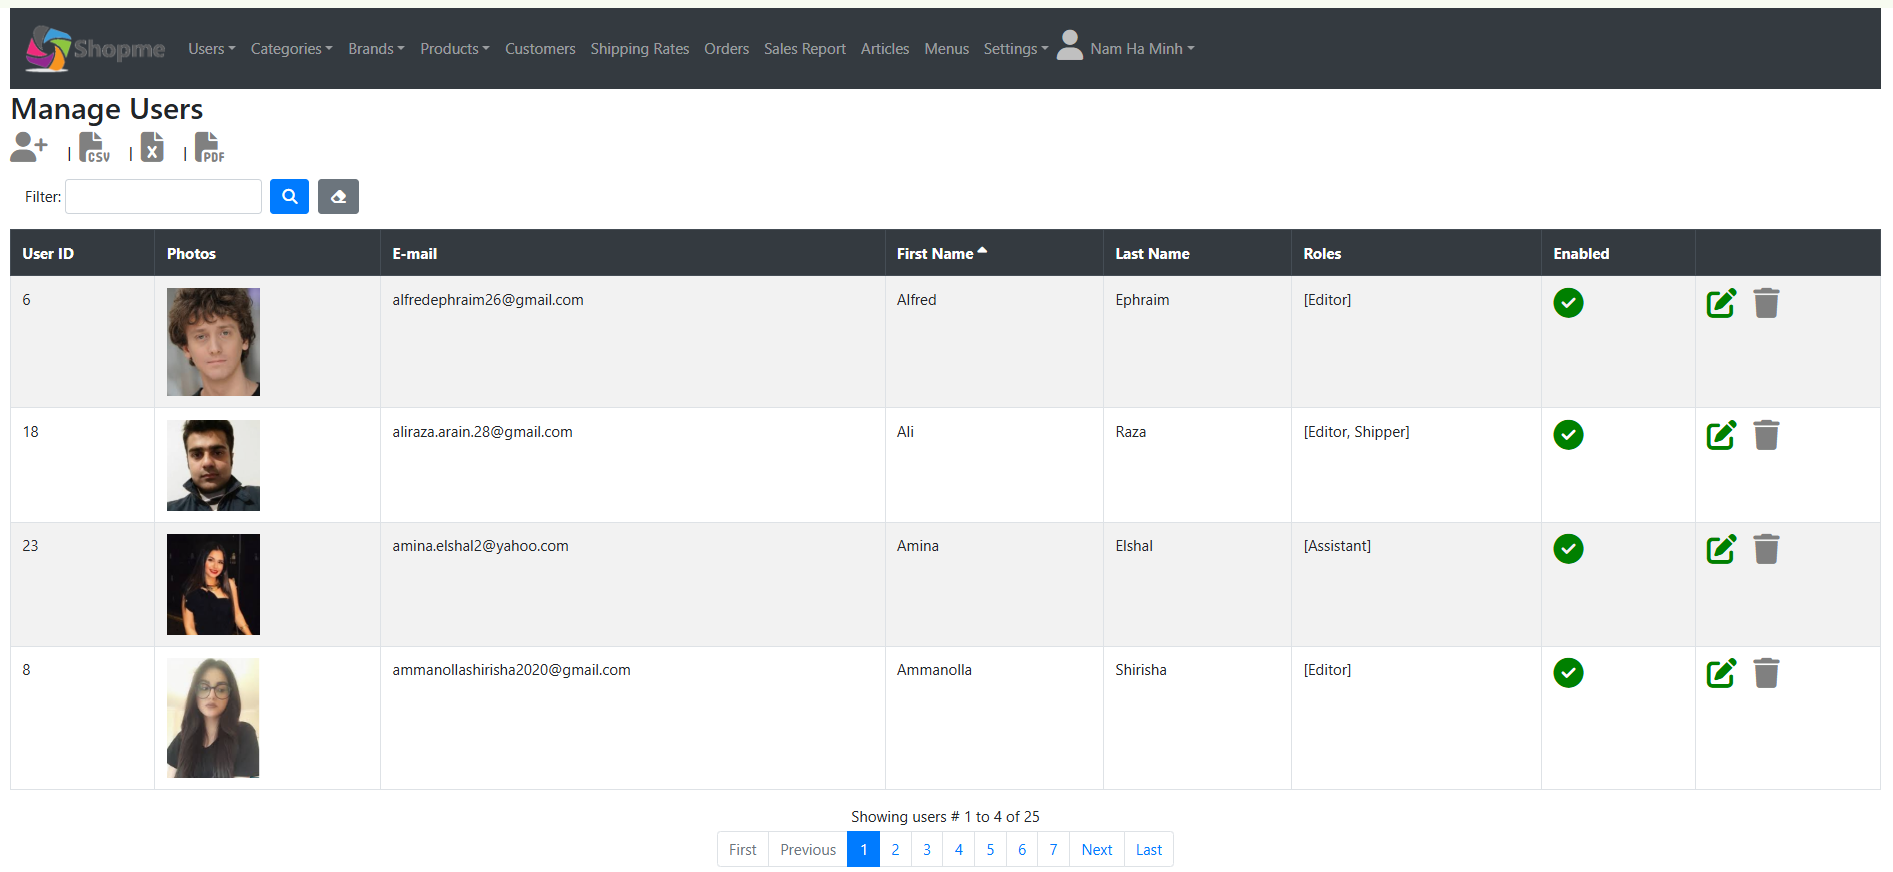 Shopme Users Categories Brands Products Customers Shipping Rates Orders Sales Report Articles Menus Settings Nam Ha Minh
Manage Users
| CSV | X | PDF
Filter:
User ID Photos E-mail First Name Last Name Roles Enabled
6 alfredephraim26@gmail.com Alfred Ephraim [Editor]
18 aliraza.arain.28@gmail.com Ali Raza [Editor, Shipper]
23 amina.elshal2@yahoo.com Amina Elshal [Assistant]
8 ammanollashirisha2020@gmail.com Ammanolla Shirisha [Editor]
Showing users # 1 to 4 of 25
First Previous 1 2 3 4 5 6 7 Next Last